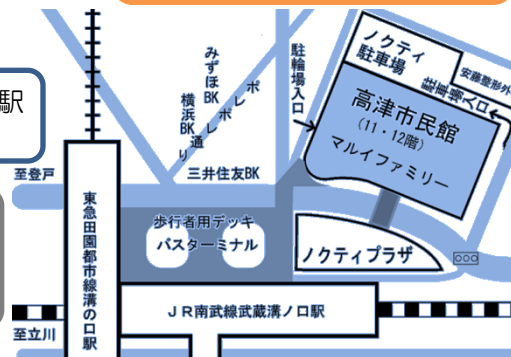 駅
ノクティ
駐車場
安藤整形外
駐車場入口
駐輪場入口
みずほBK
横浜BK
ポレポレ通り
高津市民館
(11・12階)
マルイファミリー
三井住友BK
至登戸
歩行者用デッキ
バスターミナル
ノクティプラザ
東急田園都市線溝の口駅
JR南武線武蔵溝ノ口駅
至立川